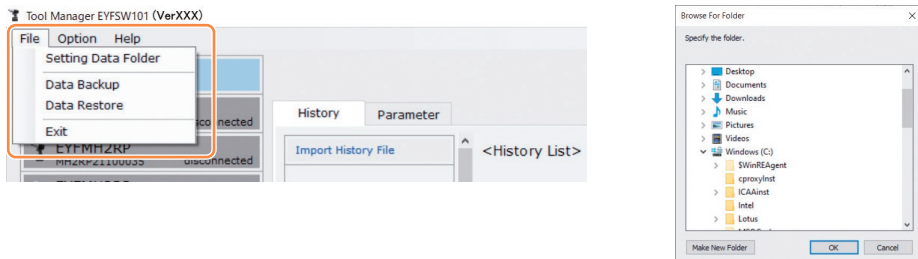 Tool Manager EYFSW101 (VerXXX)
File Option Help
Setting Data Folder
Data Backup
Data Restore
Exit
connected
EYFMH2RP
MH2RP21100035 disconnected
History Parameter
Import History File
<History List>
Browse For Folder
Specify the folder.
Desktop
Documents
Downloads
Music
Pictures
Videos
Windows (C:)
$WinREAgent
cproxyInst
ICAAinst
Intel
Lotus
Make New Folder OK Cancel